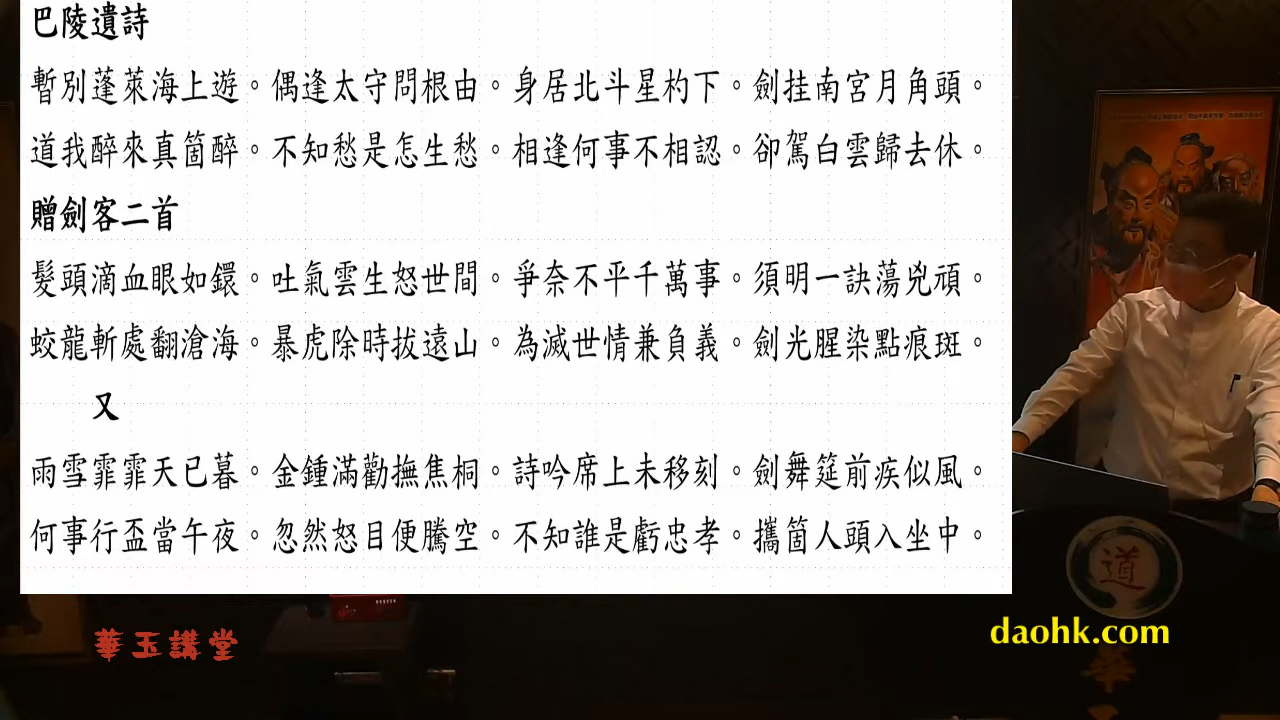 巴陵遺詩
暫別蓬萊海上遊。偶逢太守問根由。身居北斗星杓下。劍挂南宮月角頭。
道我醉來真箇醉。不知愁是怎生愁。相逢何事不相認。卻駕白雲歸去休。
贈劍客二首
髮頭滴血眼如鐶。吐氣雲生怒世間。爭奈不平千萬事。須明一訣蕩兇頑。
蛟龍斬處翻滄海。暴虎除時拔遠山。為滅世情兼負義。劍光腥染點痕斑。
又
雨雪霏霏天已暮。金鍾滿勸撫焦桐。詩吟席上未移刻。劍舞筵前疾似風。
何事行盃當午夜。忽然怒目便騰空。不知誰是虧忠孝。攜箇人頭入坐中。
道
華
華玉講堂
daohk.com